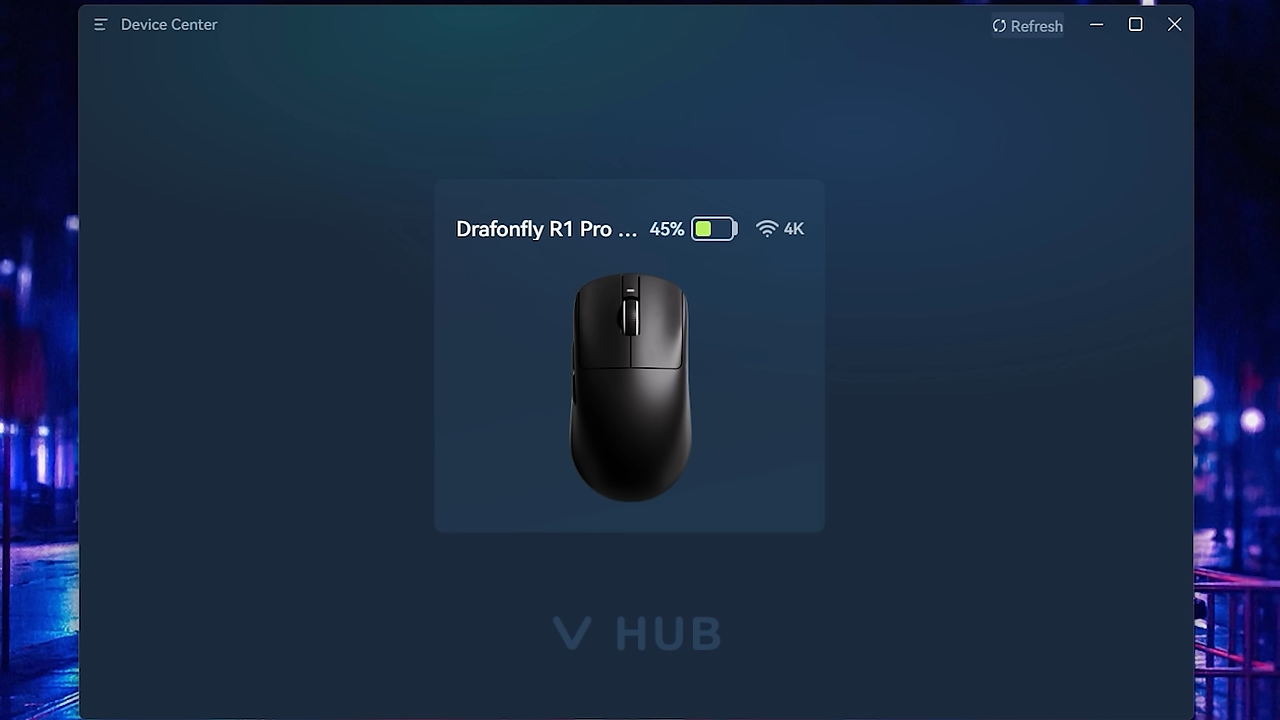 Device Center
Refresh
Drafonfly R1 Pro ...
45%
4K
V HUB